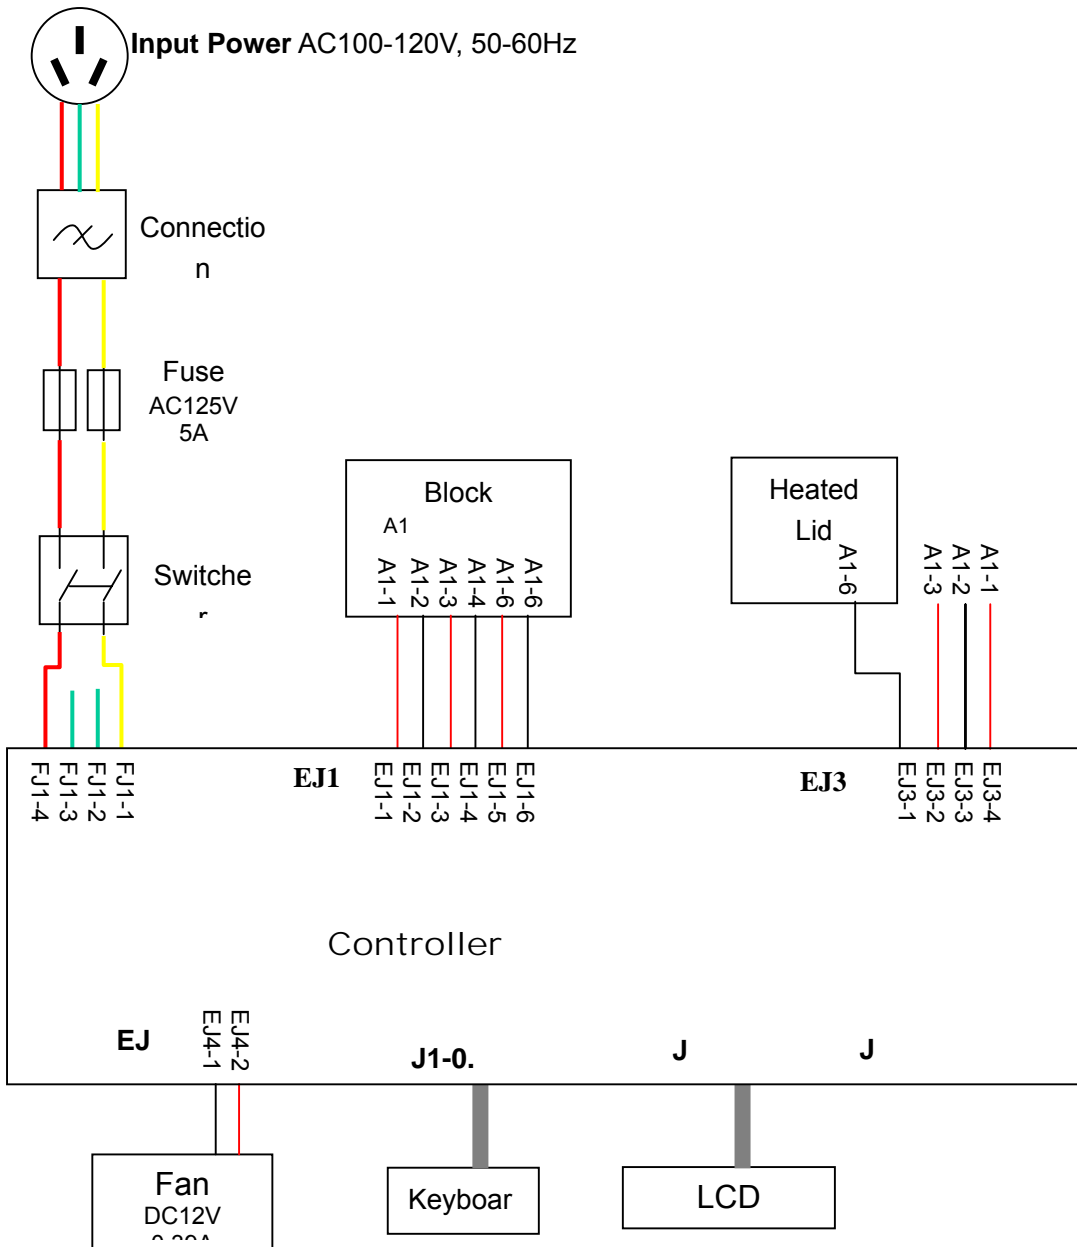 Input Power AC100-120V, 50-60Hz
Connectio
n
Fuse
AC125V
5A
Switche
Block
A1
A1-1
A1-2
A1-3
A1-4
A1-6
A1-6
Heated
Lid
A1-6
A1-3
A1-2
A1-1
FJ1-4
FJ1-3
FJ1-2
FJ1-1
EJ1
EJ1-1
EJ1-2
EJ1-3
EJ1-4
EJ1-5
EJ1-6
EJ3
EJ3-1
EJ3-2
EJ3-3
EJ3-4
Controller
EJ
EJ4-1
EJ4-2
J1-0.
J
J
Fan
DC12V
Keyboar
LCD